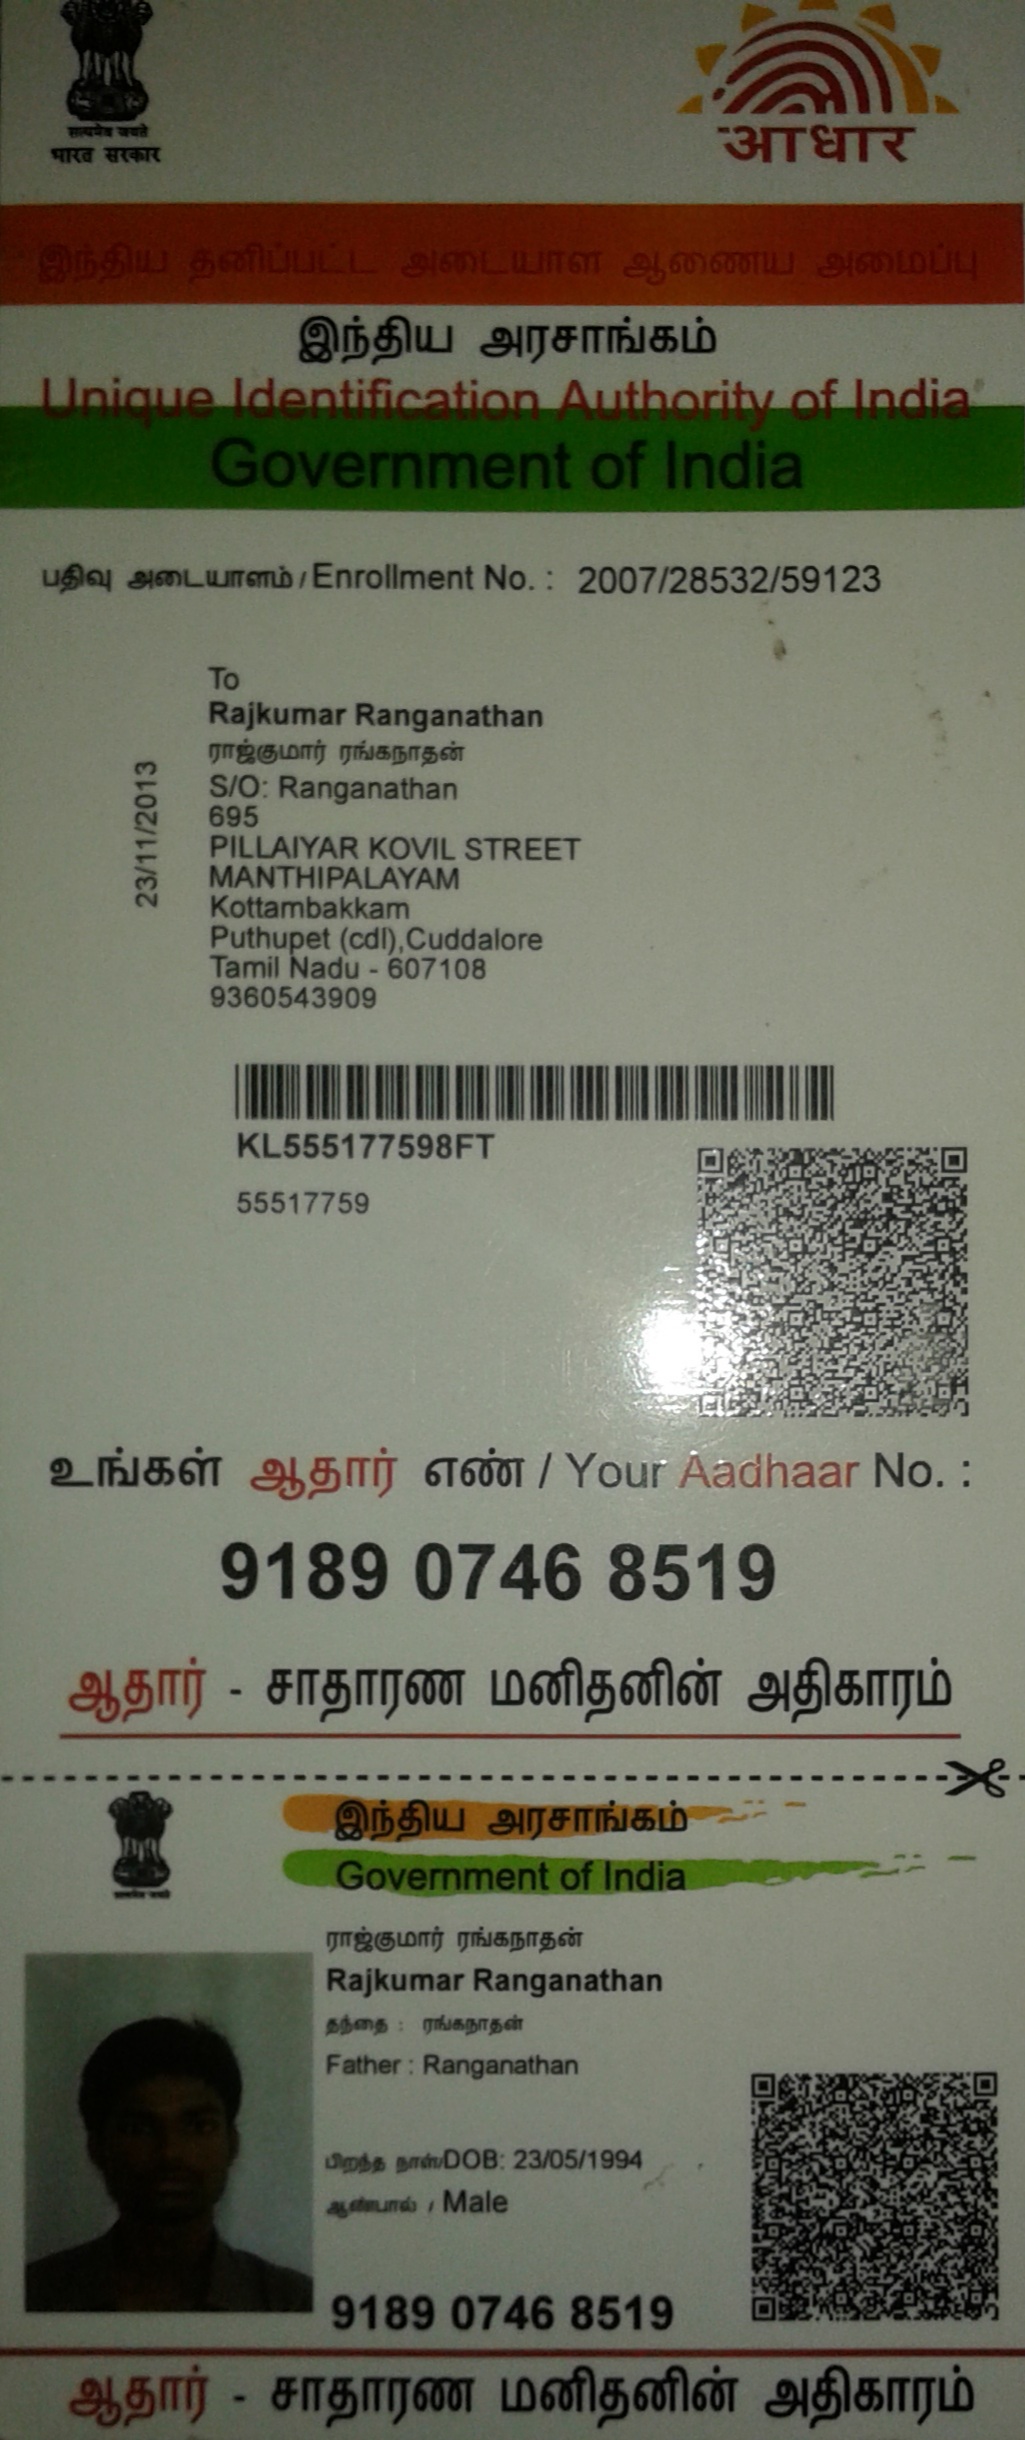 सत्यमेव जयते
भारत सरकार
आधार
இந்திய தனிப்பட்ட அடையாள ஆணைய அமைப்பு
இந்திய அரசாங்கம்
Unique Identification Authority of India
Government of India
பதிவு அடையாளம் / Enrollment No. : 2007/28532/59123
To
Rajkumar Ranganathan
ராஜ்குமார் ரங்கநாதன்
S/O: Ranganathan
695
PILLAIYAR KOVIL STREET
MANTHIPALAYAM
Kottambakkam
Puthupet (cdl),Cuddalore
Tamil Nadu - 607108
9360543909
23/11/2013
KL555177598FT
55517759
உங்கள் ஆதார் எண் / Your Aadhaar No. :
9189 0746 8519
ஆதார் - சாதாரண மனிதனின் அதிகாரம்
இந்திய அரசாங்கம்
Government of India
ராஜ்குமார் ரங்கநாதன்
Rajkumar Ranganathan
தந்தை : ரங்கநாதன்
Father : Ranganathan
பிறந்த நாள்/DOB: 23/05/1994
ஆண்பால் / Male
9189 0746 8519
ஆதார் - சாதாரண மனிதனின் அதிகாரம்